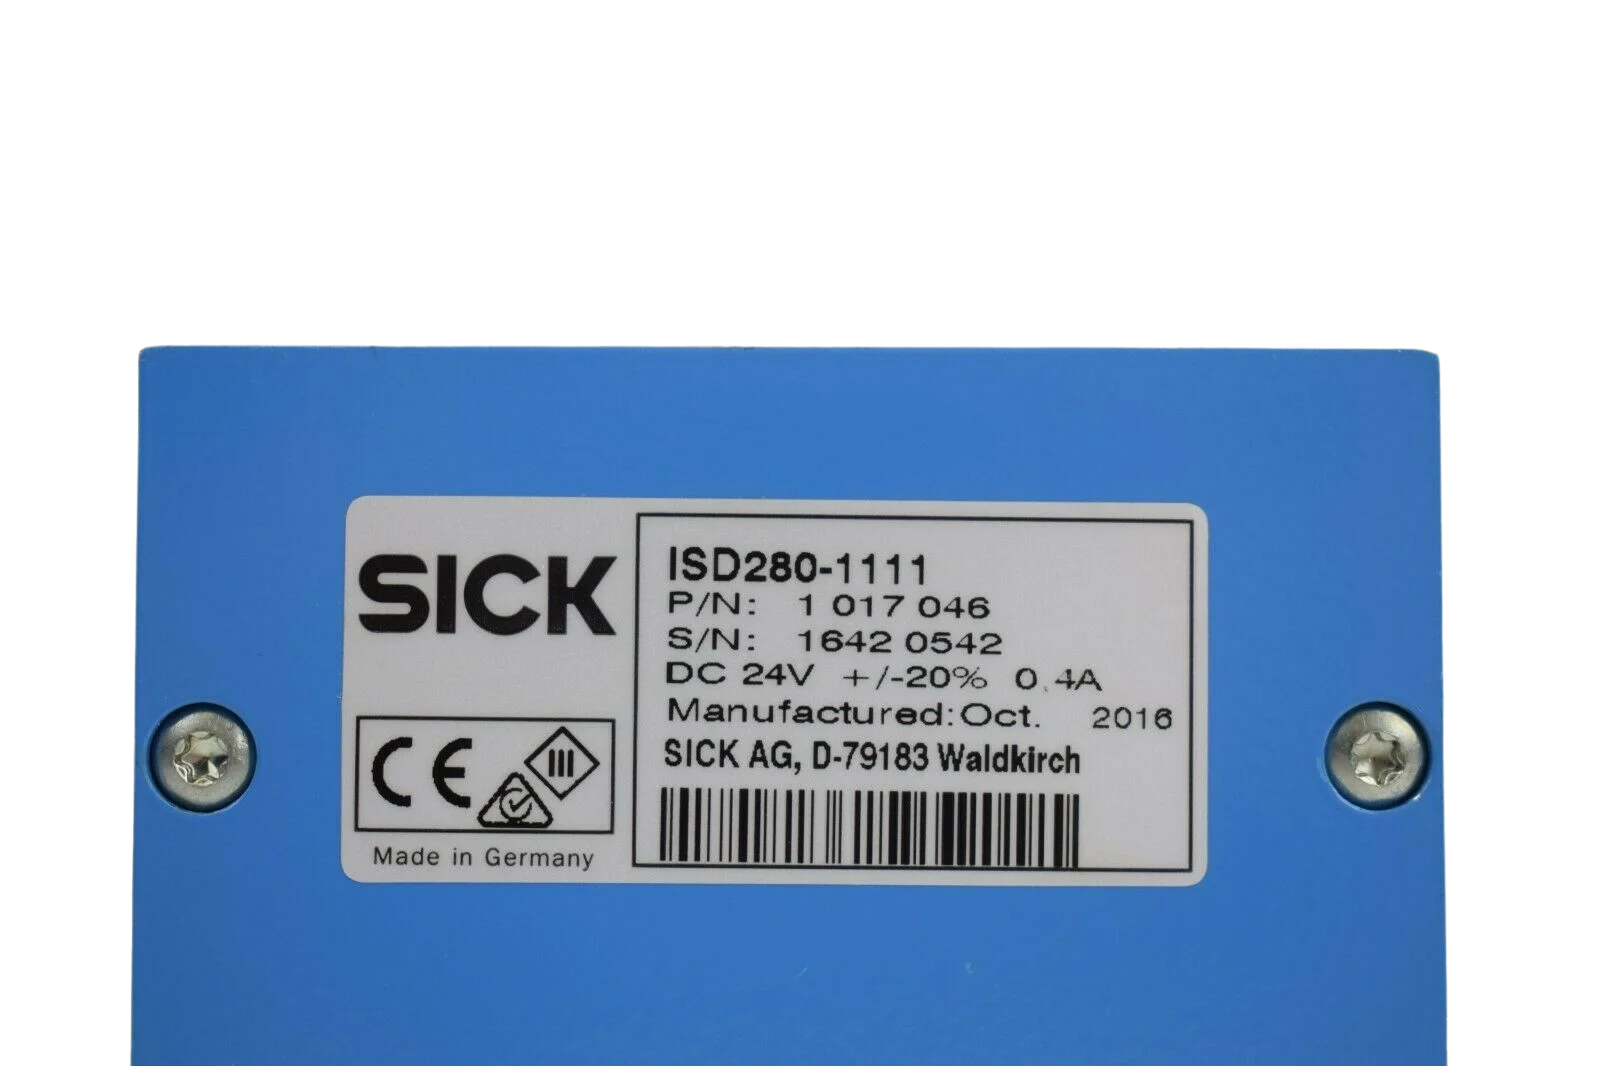 SICK
Made in Germany
ISD280-1111
P/N: 1 017 046
S/N: 1642 0542
DC 24V +/-20% 0.4A
Manufactured: Oct. 2016
SICK AG, D-79183 Waldkirch
CE
III